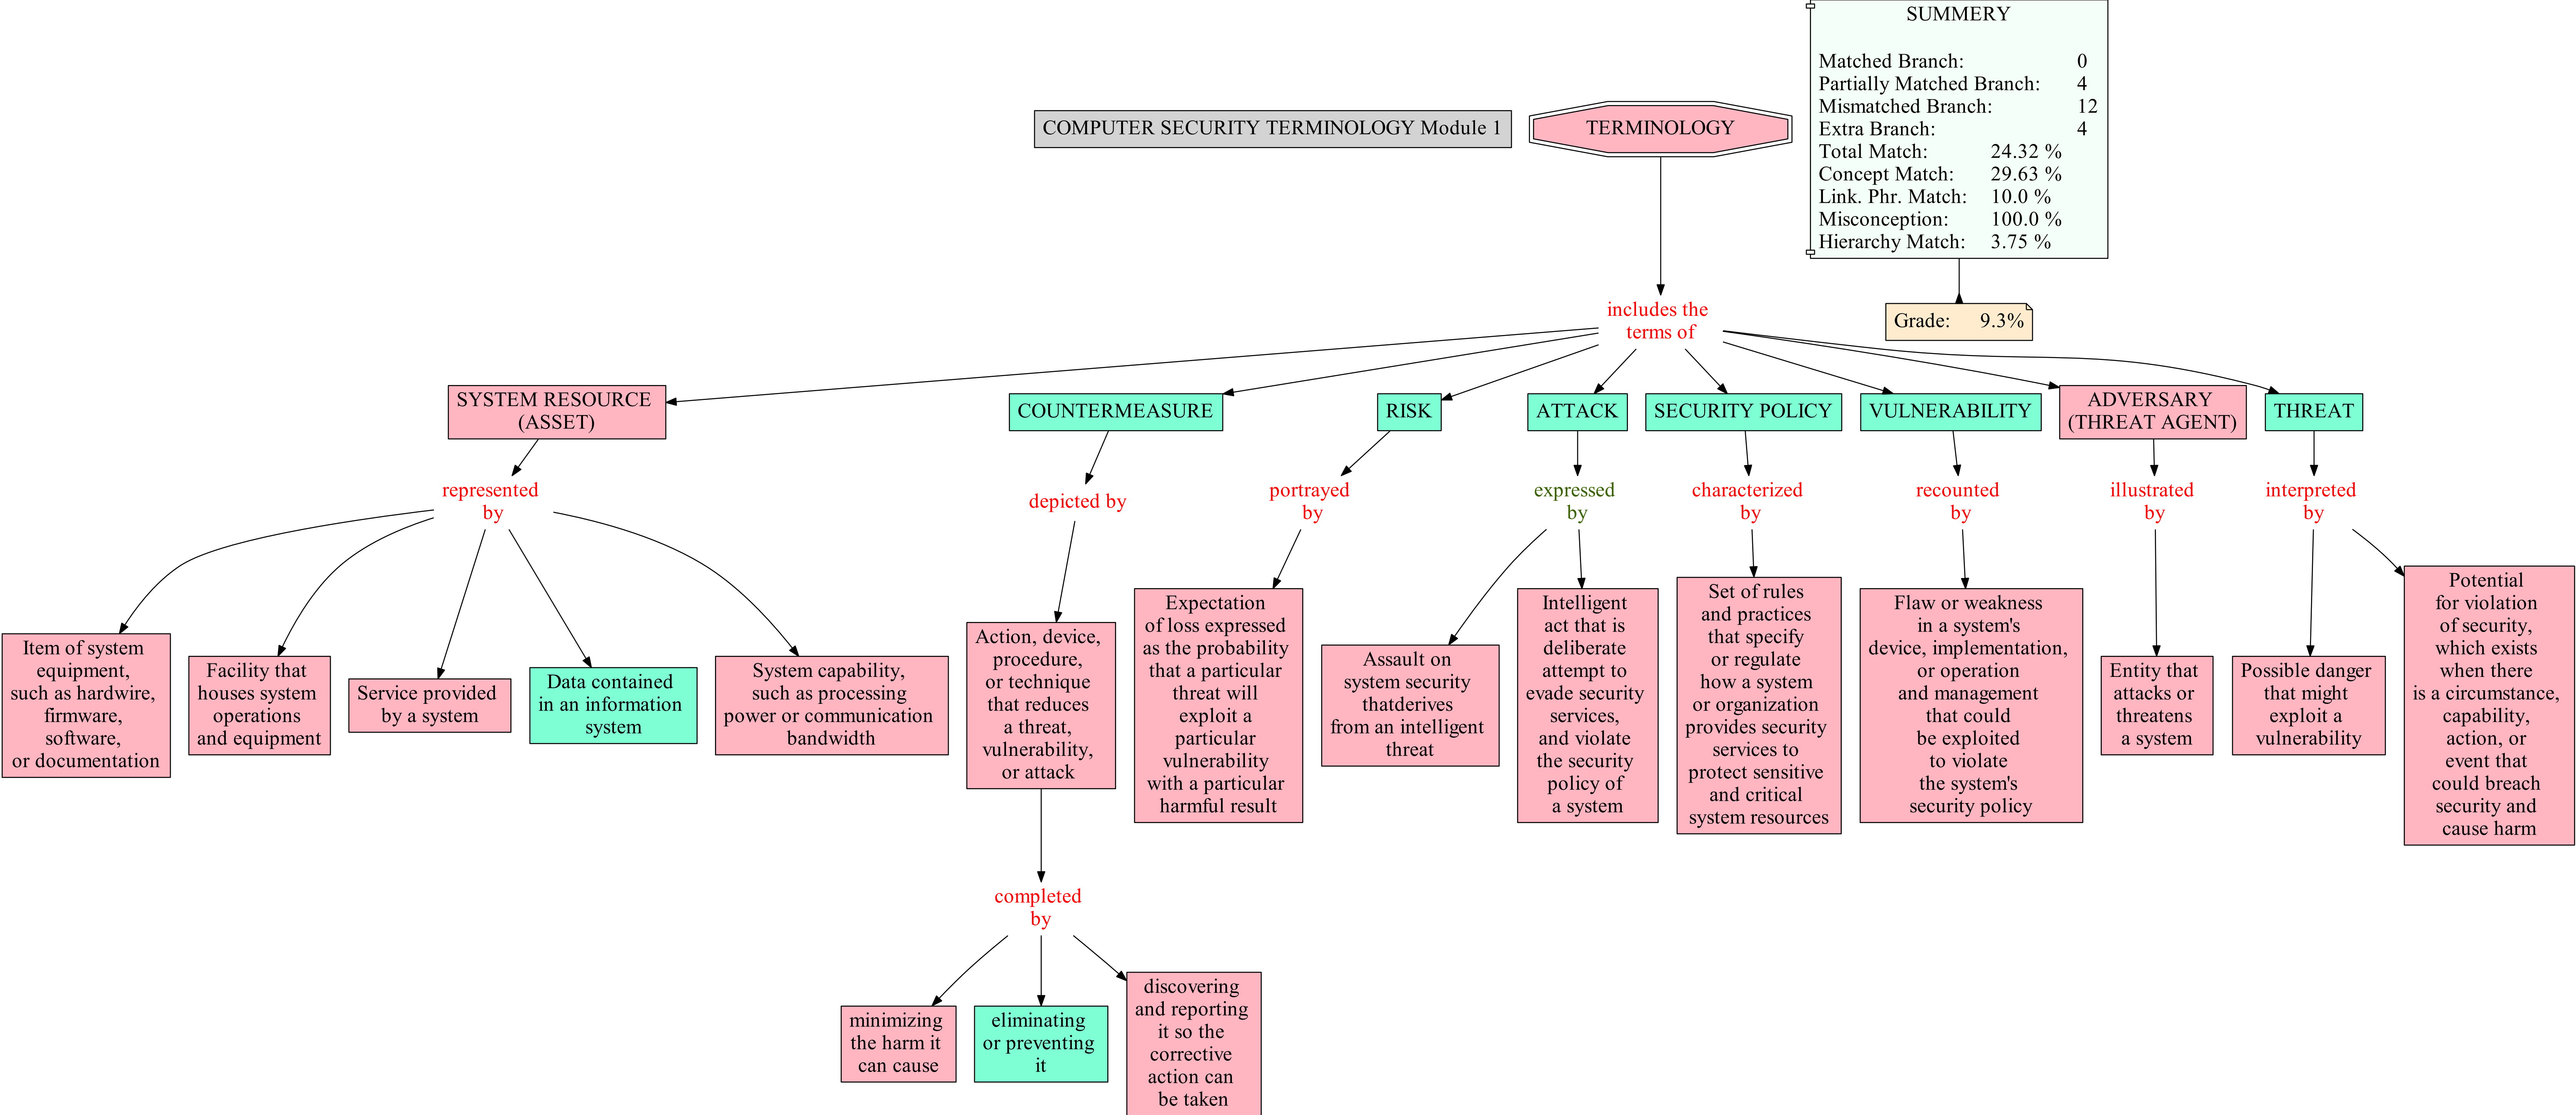 SUMMERY
Matched Branch: 0
Partially Matched Branch: 4
Mismatched Branch: 12
Extra Branch: 4
Total Match: 24.32 %
Concept Match: 29.63 %
Link. Phr. Match: 10.0 %
Misconception: 100.0 %
Hierarchy Match: 3.75 %
COMPUTER SECURITY TERMINOLOGY Module 1
TERMINOLOGY
Grade: 9.3%
includes the
terms of
SYSTEM RESOURCE
(ASSET)
COUNTERMEASURE
RISK
ATTACK
SECURITY POLICY
VULNERABILITY
ADVERSARY
(THREAT AGENT)
THREAT
represented
by
depicted by
portrayed
by
expressed
by
characterized
by
recounted
by
illustrated
by
interpreted
by
Item of system
equipment,
such as hardwire,
firmware,
software,
or documentation
Facility that
houses system
operations
and equipment
Service provided
by a system
Data contained
in an information
system
System capability,
such as processing
power or communication
bandwidth
Action, device,
procedure,
or technique
that reduces
a threat,
vulnerability,
or attack
Expectation
of loss expressed
as the probability
that a particular
threat will
exploit a
particular
vulnerability
with a particular
harmful result
Assault on
system security
thatderives
from an intelligent
threat
Intelligent
act that is
deliberate
attempt to
evade security
services,
and violate
the security
policy of
a system
Set of rules
and practices
that specify
or regulate
how a system
or organization
provides security
services to
protect sensitive
and critical
system resources
Flaw or weakness
in a system's
device, implementation,
or operation
and management
that could
be exploited
to violate
the system's
security policy
Entity that
attacks or
threatens
a system
Possible danger
that might
exploit a
vulnerability
Potential
for violation
of security,
which exists
when there
is a circumstance,
capability,
action, or
event that
could breach
security and
cause harm
completed
by
minimizing
the harm it
can cause
eliminating
or preventing
it
discovering
and reporting
it so the
corrective
action can
be taken